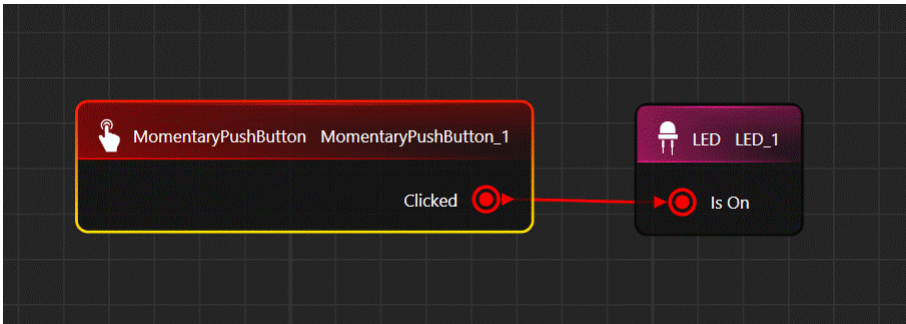 MomentaryPushButton MomentaryPushButton_1
LED LED_1
Clicked
Is On